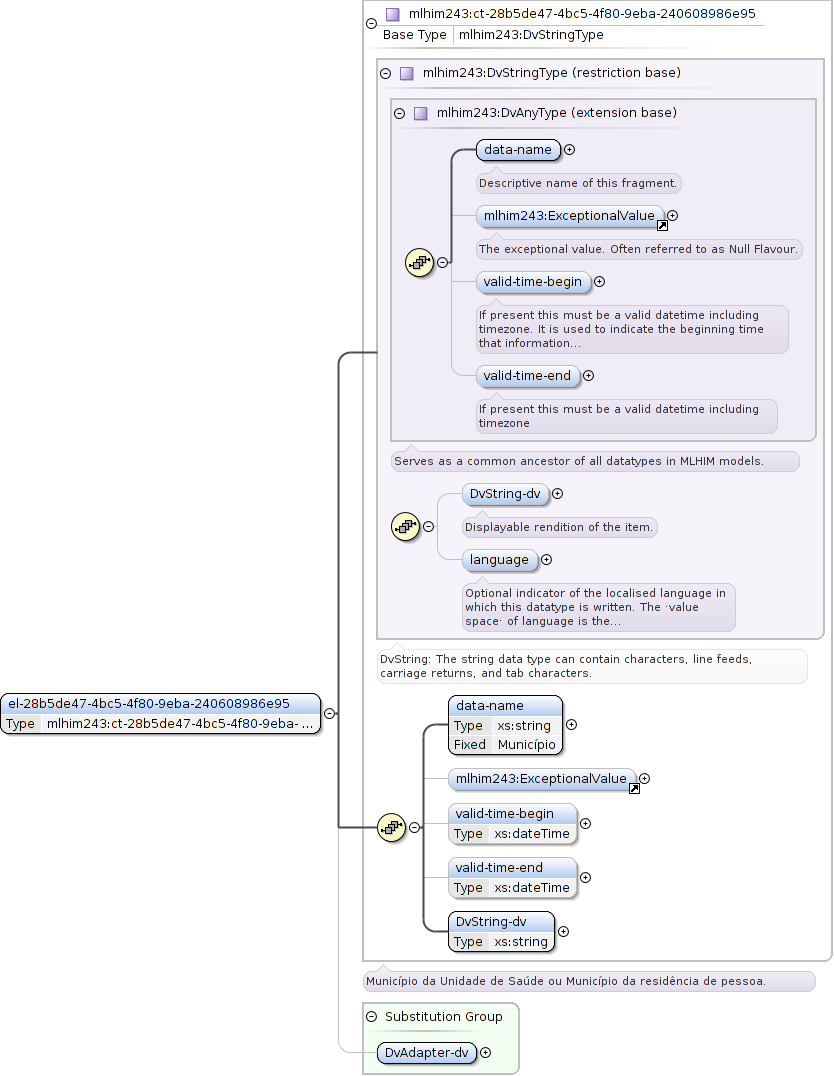 mlhim243:ct-28b5de47-4bc5-4f80-9eba-240608986e95
Base Type mlhim243:DvStringType
mlhim243:DvStringType (restriction base)
mlhim243:DvAnyType (extension base)
data-name
Descriptive name of this fragment.
mlhim243:ExceptionalValue
The exceptional value. Often referred to as Null Flavour.
valid-time-begin
If present this must be a valid datetime including
timezone. It is used to indicate the beginning time
that information...
valid-time-end
If present this must be a valid datetime including
timezone
Serves as a common ancestor of all datatypes in MLHIM models.
DvString-dv
Displayable rendition of the item.
language
Optional indicator of the localised language in
which this datatype is written. The ·value
space· of language is the...
DvString: The string data type can contain characters, line feeds,
carriage returns, and tab characters.
el-28b5de47-4bc5-4f80-9eba-240608986e95
Type mlhim243:ct-28b5de47-4bc5-4f80-9eba- ...
data-name
Type xs:string
Fixed Município
mlhim243:ExceptionalValue
valid-time-begin
Type xs:dateTime
valid-time-end
Type xs:dateTime
DvString-dv
Type xs:string
Município da Unidade de Saúde ou Município da residência de pessoa.
Substitution Group
DvAdapter-dv